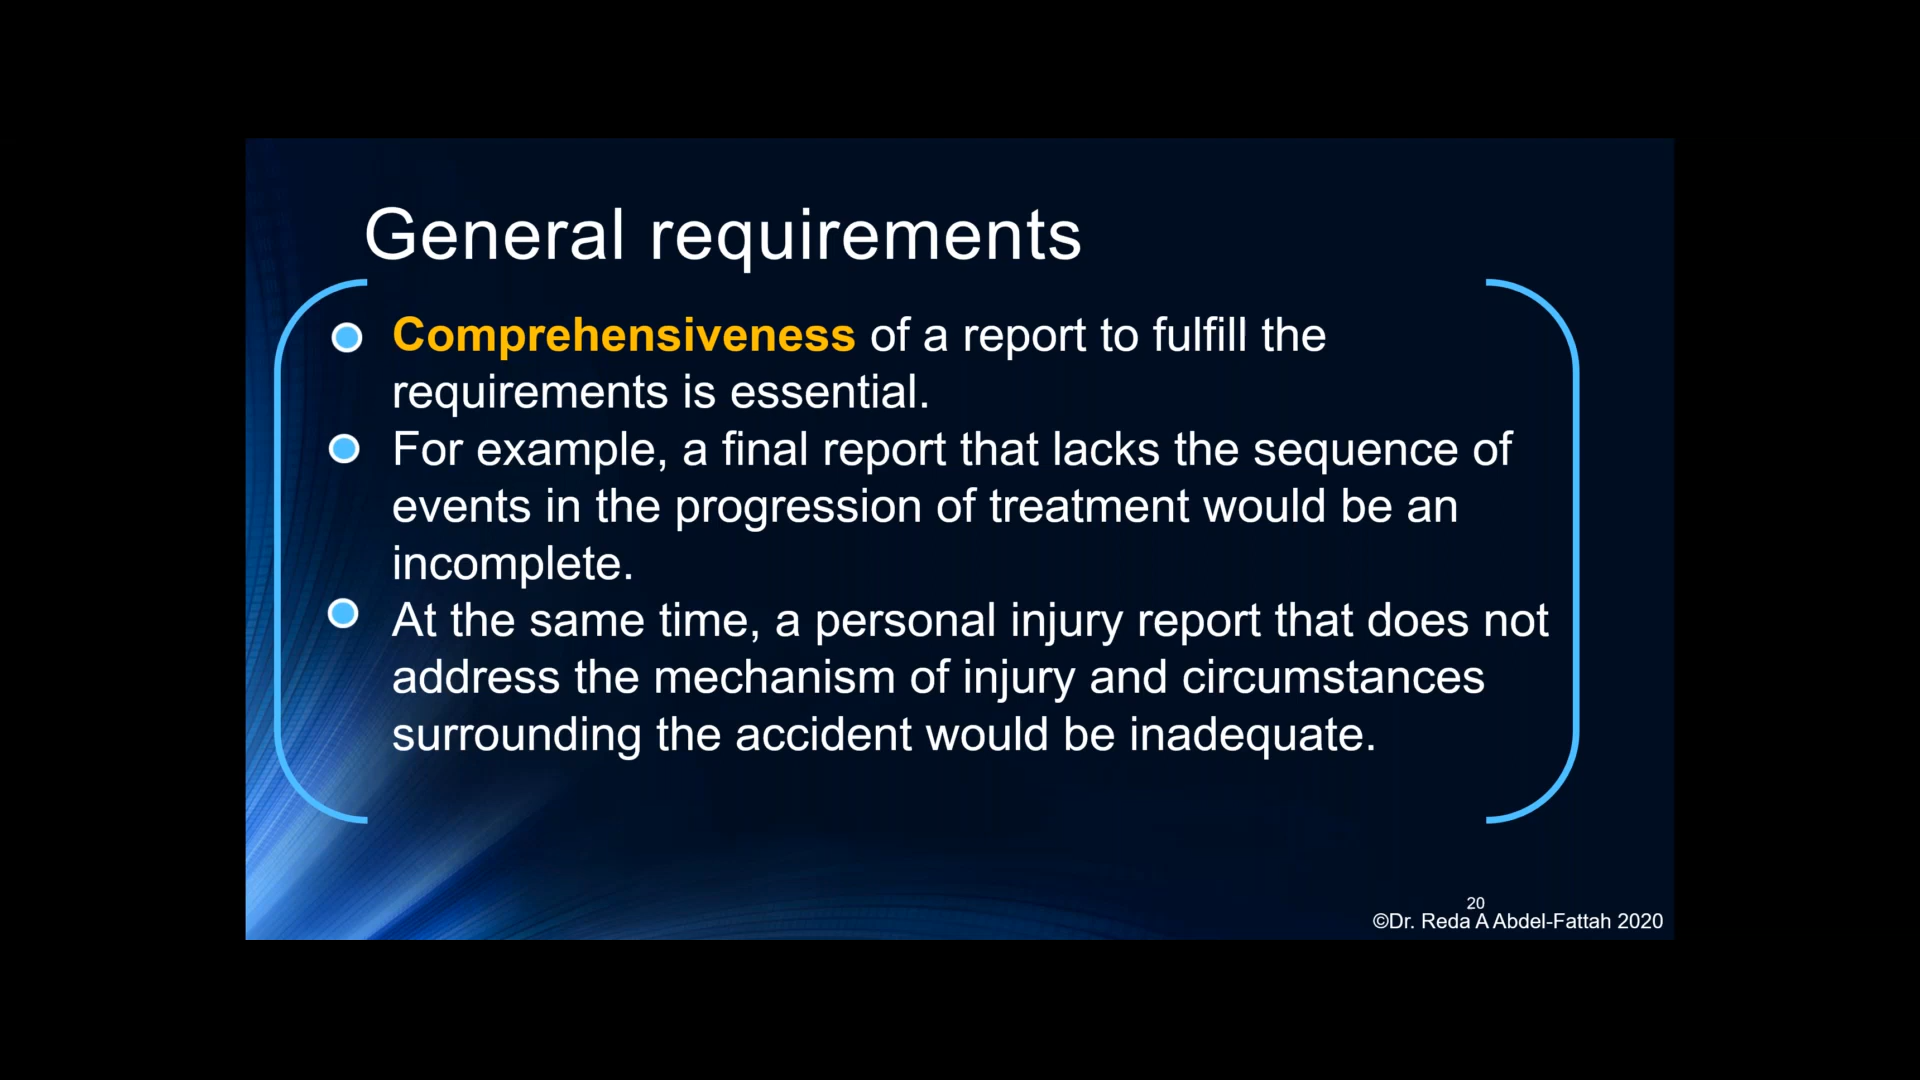 General requirements
Comprehensiveness of a report to fulfill the
requirements is essential.
For example, a final report that lacks the sequence of
events in the progression of treatment would be an
incomplete.
At the same time, a personal injury report that does not
address the mechanism of injury and circumstances
surrounding the accident would be inadequate.
20
©Dr. Reda A Abdel-Fattah 2020